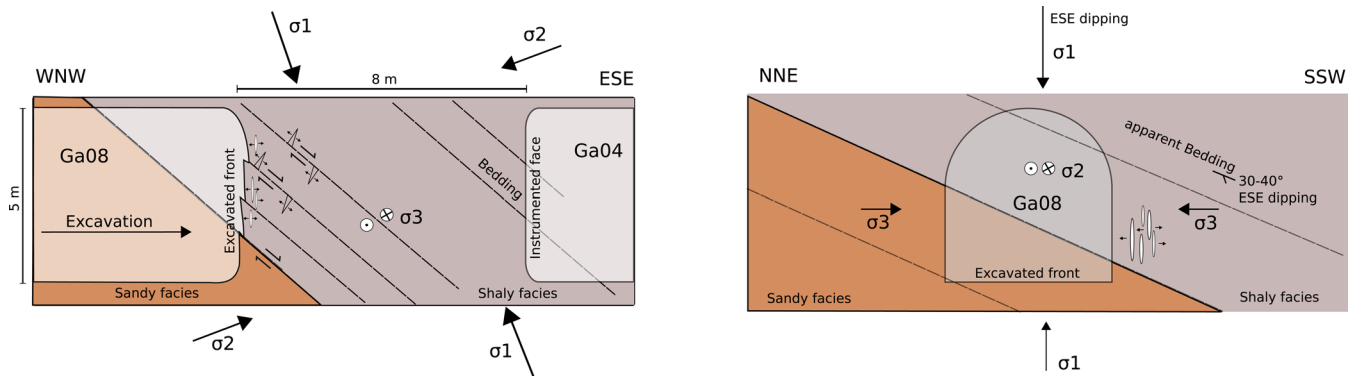 σ1
σ2
WNW
8 m
ESE
Ga08
Ga04
5 m
Excavation
Excavated front
Bedding
Instrumented face
σ3
Sandy facies
Shaly facies
σ2
σ1
ESE dipping
σ1
NNE
SSW
apparent Bedding
30-40°
ESE dipping
σ2
Ga08
σ3
σ3
Excavated front
Sandy facies
Shaly facies
σ1